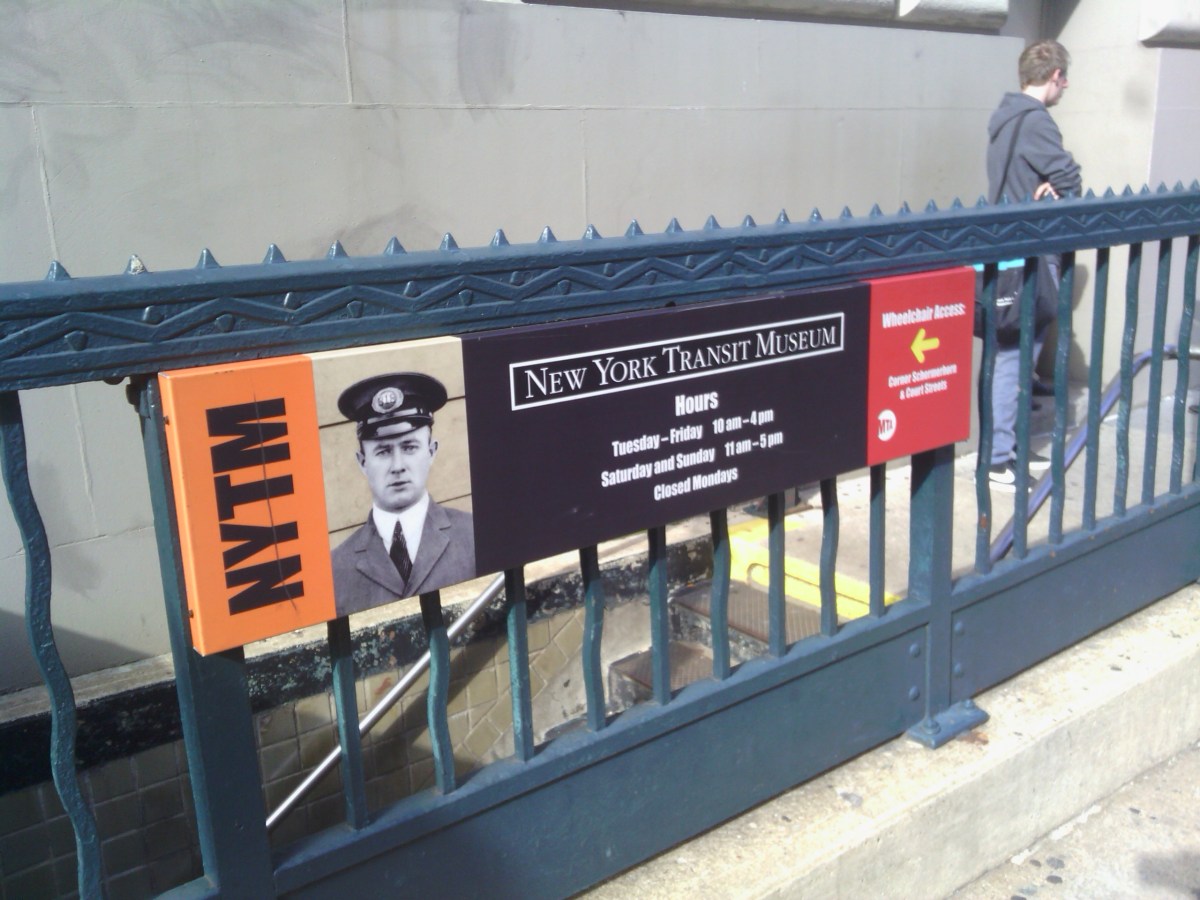 NYTM
NEW YORK TRANSIT MUSEUM
Hours
Tuesday – Friday 10 am – 4 pm
Saturday and Sunday 11 am – 5 pm
Closed Mondays
Wheelchair Access:
Corner Schermerhorn
& Court Streets
MTA